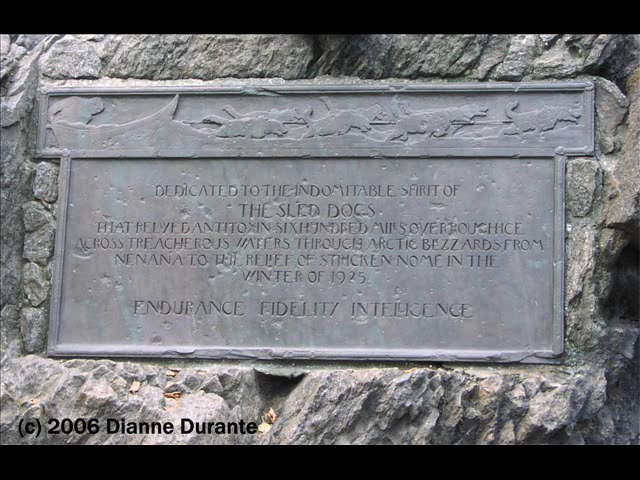 DEDICATED TO THE INDOMITABLE SPIRIT OF
THE SLED DOGS
THAT RELAYED ANTITOXIN SIX HUNDRED MILES OVER ROUGH ICE
ACROSS TREACHEROUS WATERS THROUGH ARCTIC BLIZZARDS FROM
NENANA TO THE RELIEF OF STRICKEN NOME IN THE
WINTER OF 1925
ENDURANCE FIDELITY INTELLIGENCE
(c) 2006 Dianne Durante